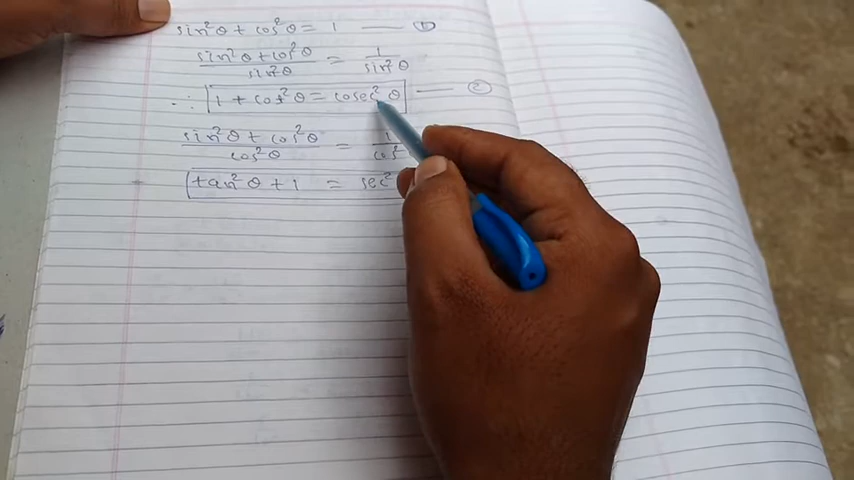 sin²θ + cos²θ = 1 —— ①
sin²θ + cos²θ / sin²θ = 1 / sin²θ
∴ 1 + cot²θ = cosec²θ —— ②
sin²θ + cos²θ / cos²θ = 1 / cos²
tan²θ + 1 = sec²